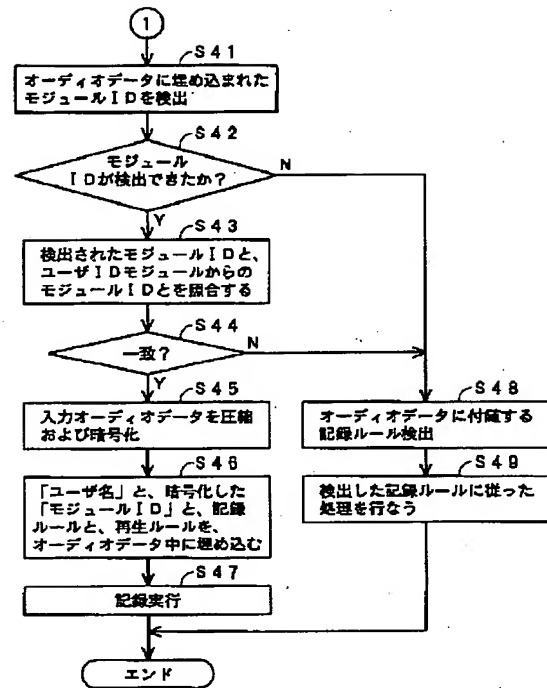 1
S41
オーディオデータに埋め込まれた
モジュールIDを検出
S42
モジュール
IDが検出できたか？
N
Y
S43
検出されたモジュールIDと、
ユーザIDモジュールからの
モジュールIDとを照合する
S44
一致？
N
Y
S45
入力オーディオデータを圧縮
および暗号化
S46
「ユーザ名」と、暗号化した
「モジュールID」と、記録
ルールと、再生ルールを、
オーディオデータ中に埋め込む
S47
記録実行
S48
オーディオデータに付随する
記録ルール検出
S49
検出した記録ルールに従った
処理を行なう
エンド